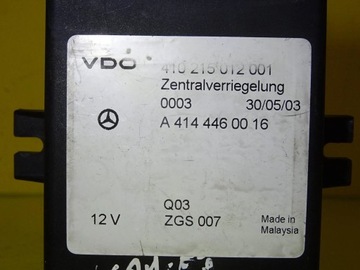 VDO 410 215 012 001
Zentralverriegelung
0003 30/05/03
A 414 446 00 16
Q03
12 V ZGS 007 Made in
Malaysia